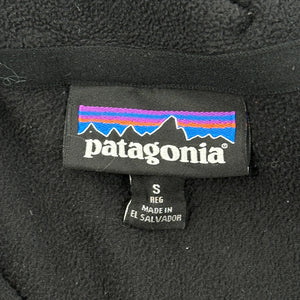 patagonia®
S
REG
MADE IN
EL SALVADOR